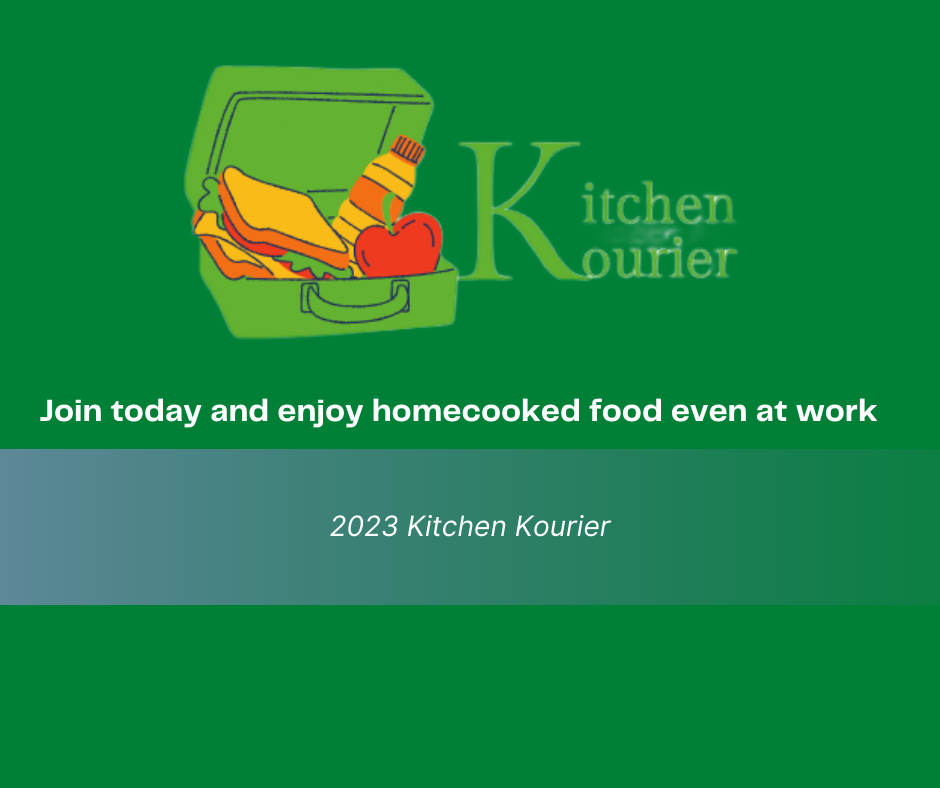 Kitchen
Kourier
Join today and enjoy homecooked food even at work
2023 Kitchen Kourier